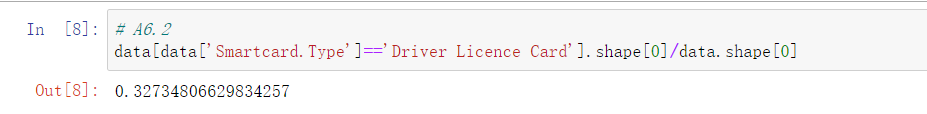 In [8]: # A6.2
data[data['Smartcard.Type']=='Driver Licence Card'].shape[0]/data.shape[0]
Out[8]: 0.32734806629834257